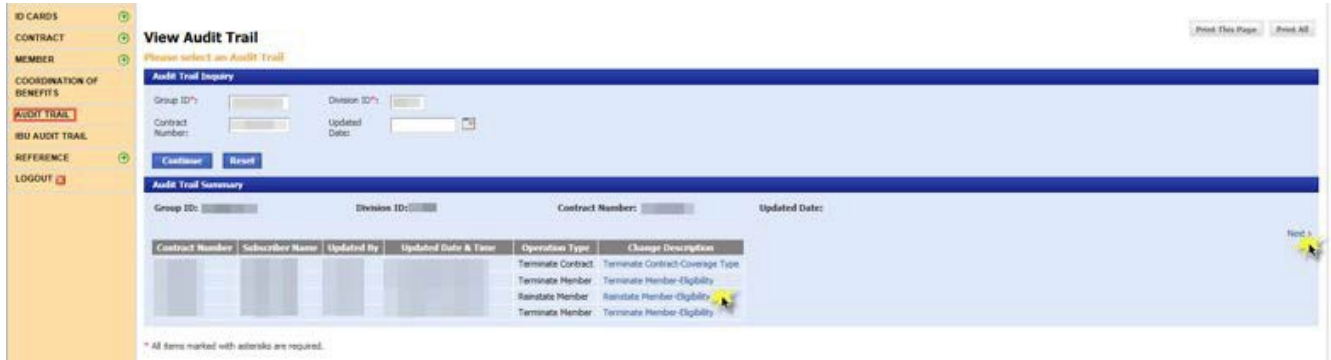 ID CARDS
CONTRACT
MEMBER
COORDINATION OF
BENEFITS
AUDIT TRAIL
IBU AUDIT TRAIL
REFERENCE
LOGOUT
Print This Page Print All
View Audit Trail
Please select an Audit Trail
Audit Trail Inquiry
Group ID*: Division ID*:
Contract
Number:
Updated
Date:
Continue Reset
Audit Trail Summary
Group ID: Division ID: Contract Number: Updated Date:
Next >
Contract Number Subscriber Name Updated By Updated Date & Time Operation Type Change Description
Terminate Contract Terminate Contract-Coverage Type
Terminate Member Terminate Member-Eligibility
Reinstate Member Reinstate Member-Eligibility
Terminate Member Terminate Member-Eligibility
* All items marked with asterisks are required.